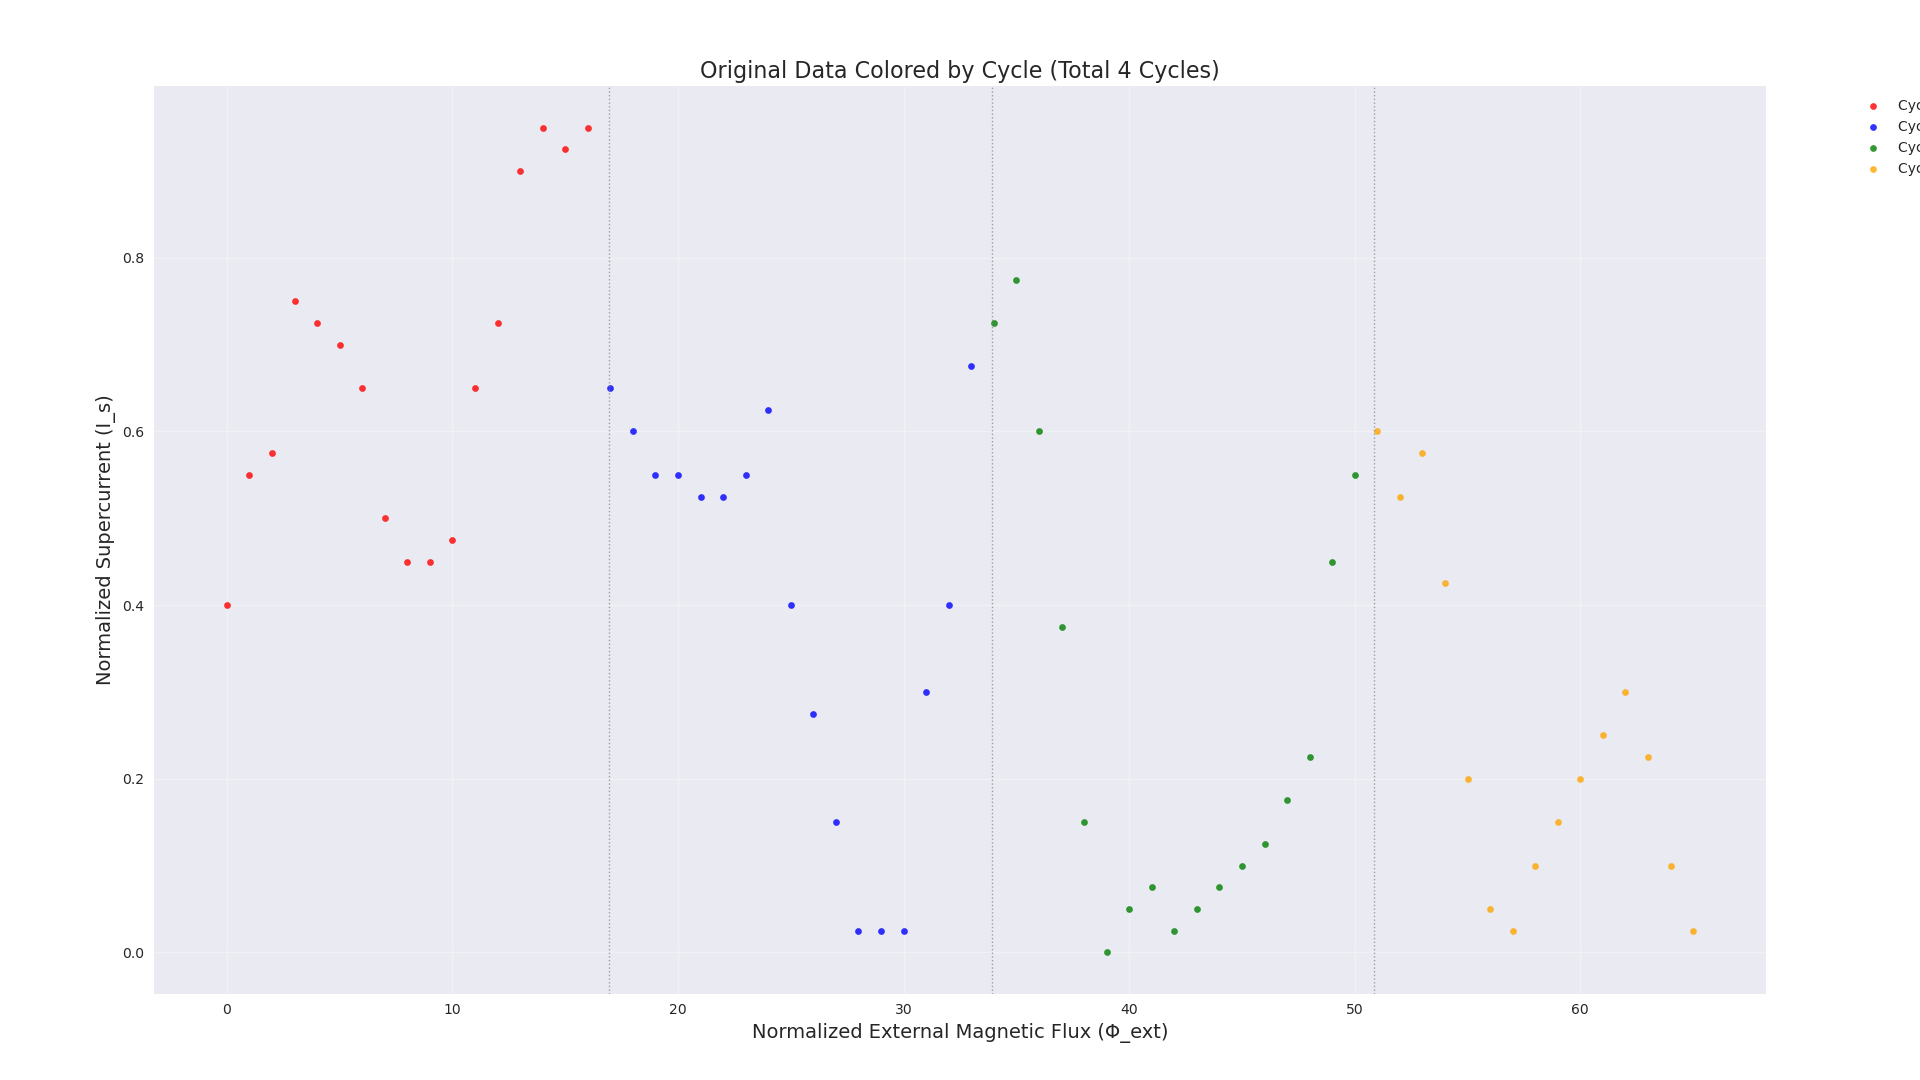 Original Data Colored by Cycle (Total 4 Cycles)
Cyc
Cyc
Cyc
Cyc
0.8
0.6
0.4
0.2
0.0
Normalized Supercurrent (I_s)
0 10 20 30 40 50 60
Normalized External Magnetic Flux (Φ_ext)